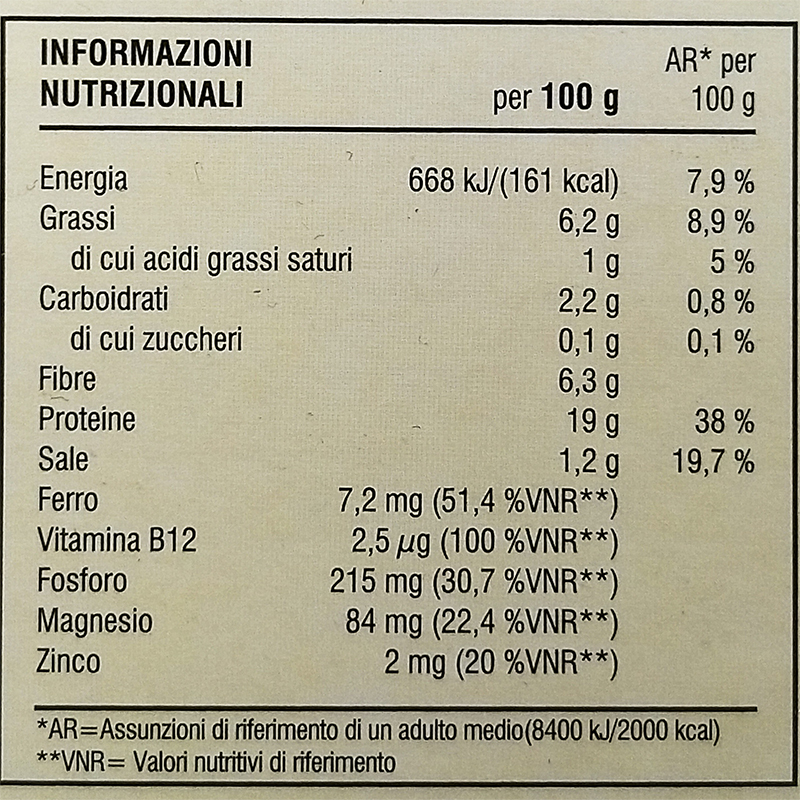 INFORMAZIONI
NUTRIZIONALI per 100 g AR* per 100 g
Energia 668 kJ/(161 kcal) 7,9 %
Grassi 6,2 g 8,9 %
di cui acidi grassi saturi 1 g 5 %
Carboidrati 2,2 g 0,8 %
di cui zuccheri 0,1 g 0,1 %
Fibre 6,3 g
Proteine 19 g 38 %
Sale 1,2 g 19,7 %
Ferro 7,2 mg (51,4 %VNR**)
Vitamina B12 2,5 µg (100 %VNR**)
Fosforo 215 mg (30,7 %VNR**)
Magnesio 84 mg (22,4 %VNR**)
Zinco 2 mg (20 %VNR**)
*AR=Assunzioni di riferimento di un adulto medio(8400 kJ/2000 kcal)
**VNR= Valori nutritivi di riferimento